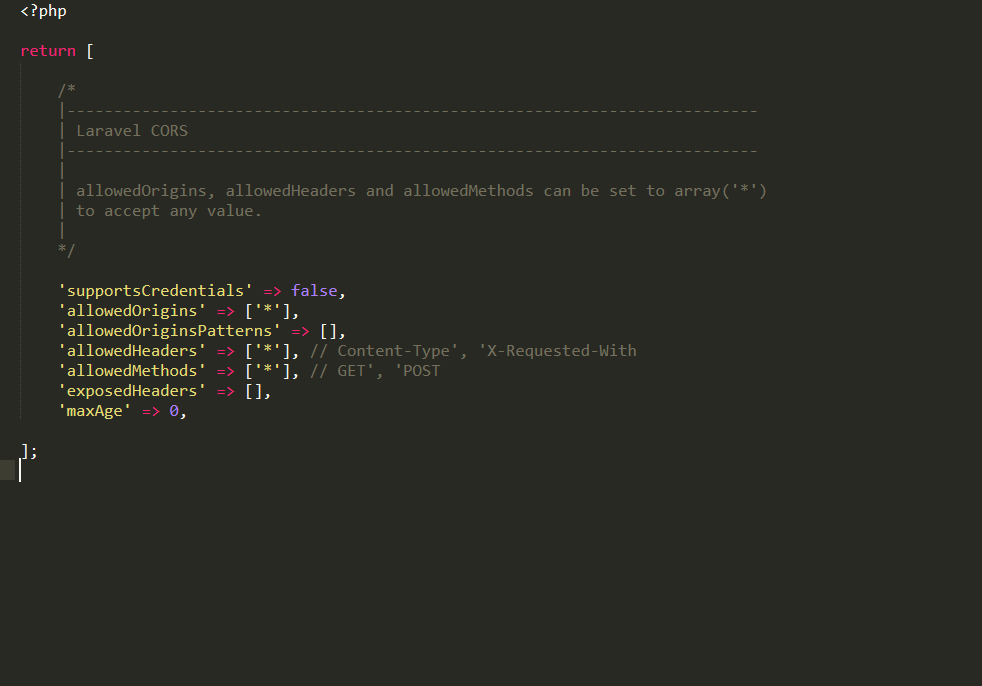 <?php
return [
/*
|--------------------------------------------------------------------------
| Laravel CORS
|--------------------------------------------------------------------------
|
| allowedOrigins, allowedHeaders and allowedMethods can be set to array('*')
| to accept any value.
|
*/
'supportsCredentials' => false,
'allowedOrigins' => ['*'],
'allowedOriginsPatterns' => [],
'allowedHeaders' => ['*'], // Content-Type', 'X-Requested-With
'allowedMethods' => ['*'], // GET', 'POST
'exposedHeaders' => [],
'maxAge' => 0,
];